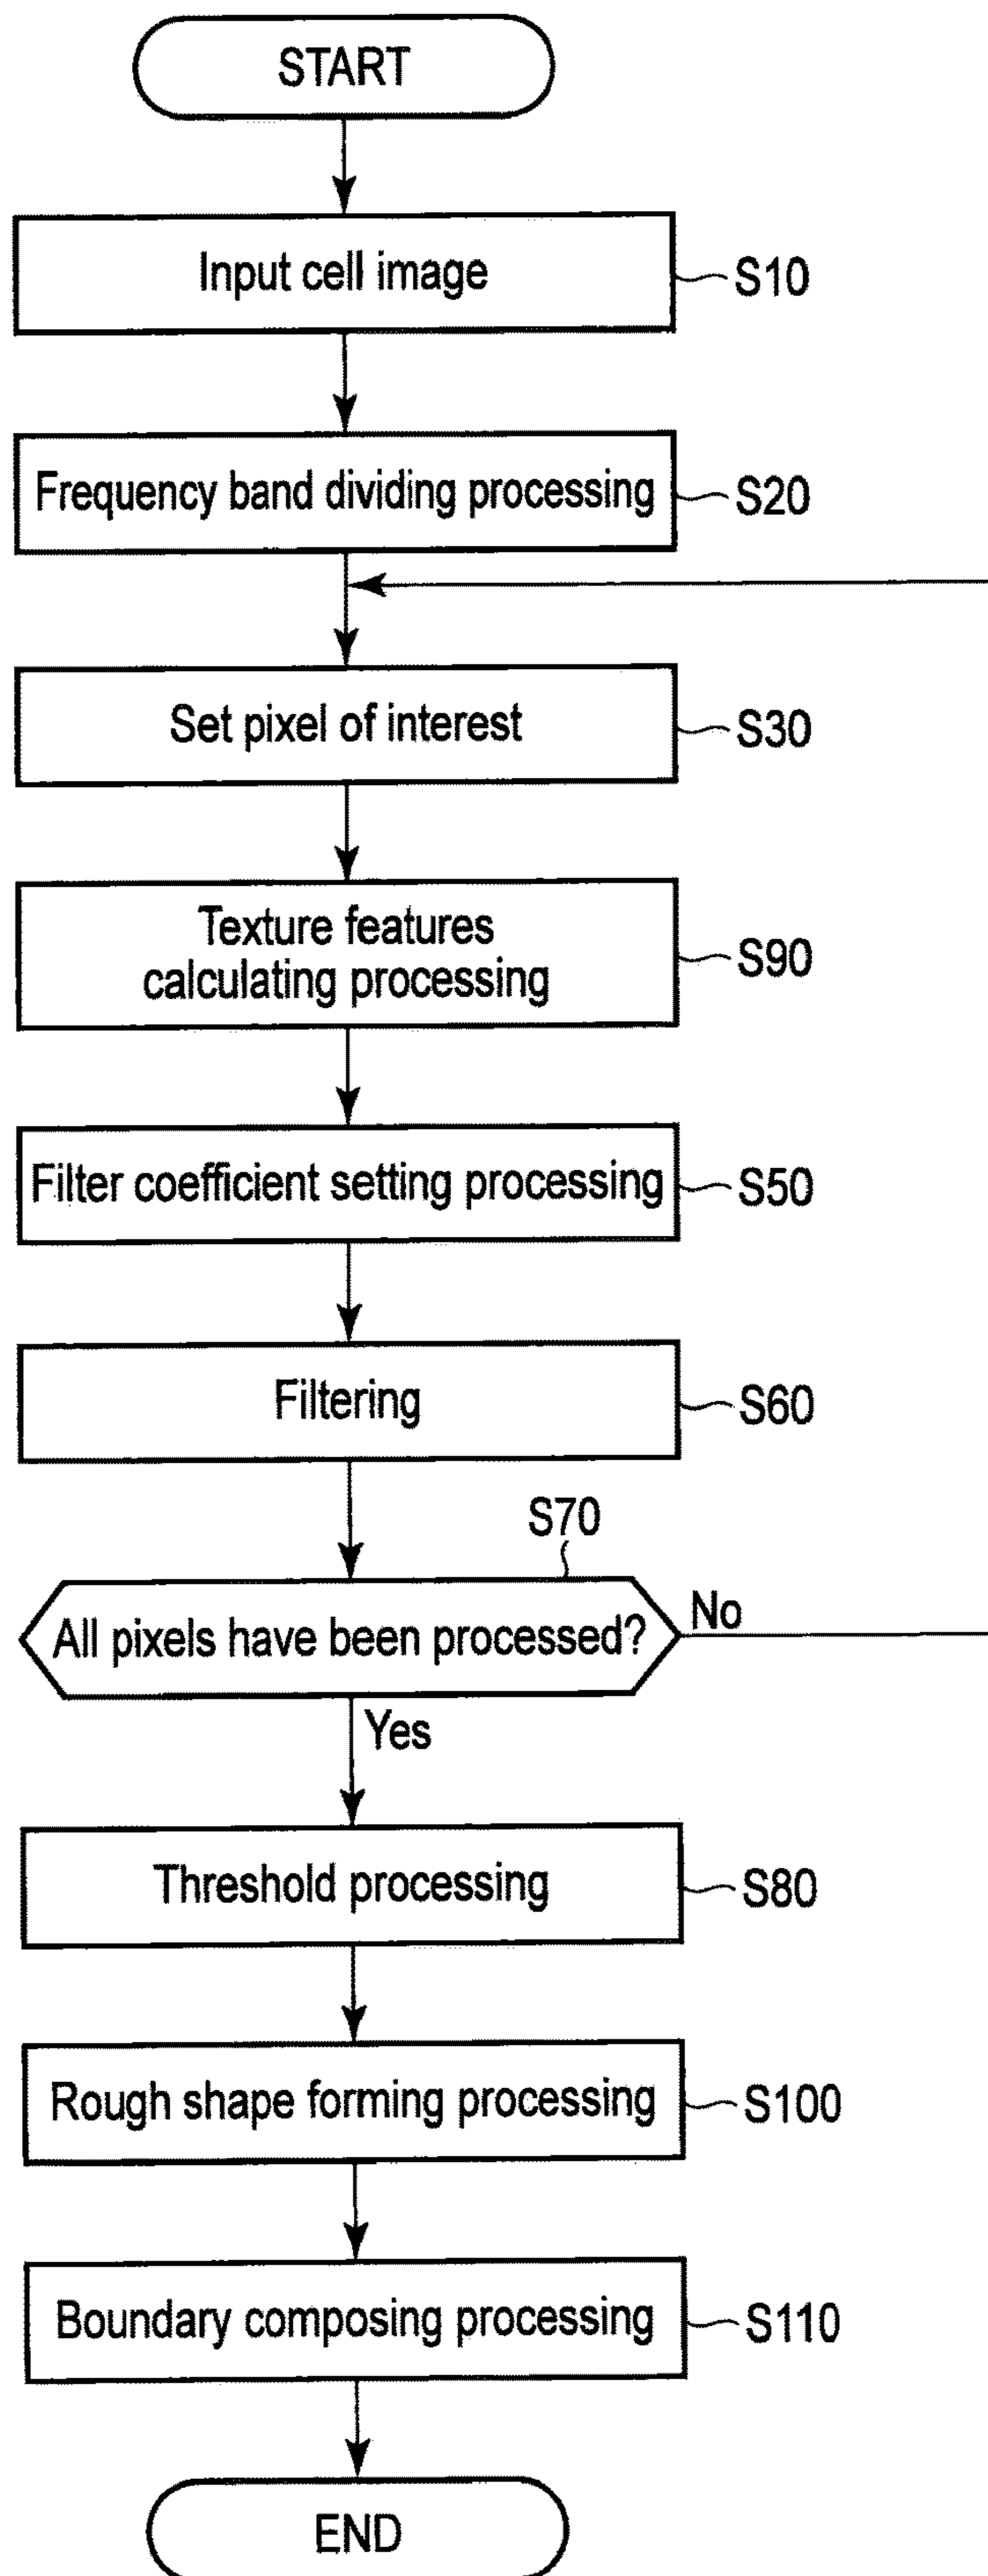 START
Input cell image
S10
Frequency band dividing processing
S20
Set pixel of interest
S30
Texture features
calculating processing
S90
Filter coefficient setting processing
S50
Filtering
S60
S70
All pixels have been processed?
No
Yes
Threshold processing
S80
Rough shape forming processing
S100
Boundary composing processing
S110
END